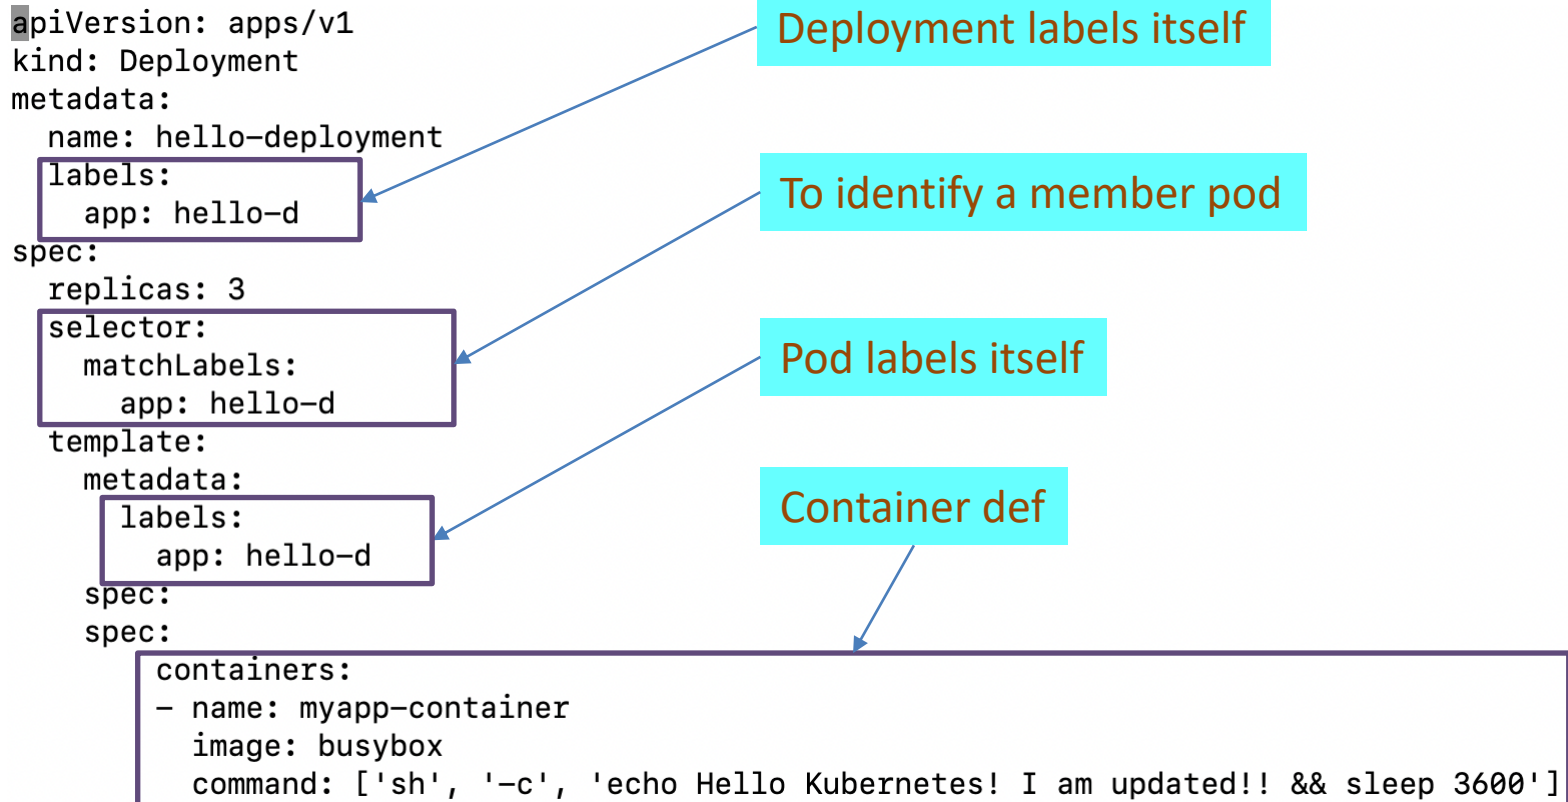 apiVersion: apps/v1
kind: Deployment
metadata:
  name: hello-deployment
  labels:
    app: hello-d
spec:
  replicas: 3
  selector:
    matchLabels:
      app: hello-d
  template:
    metadata:
      labels:
        app: hello-d
    spec:
    spec:
        containers:
        - name: myapp-container
          image: busybox
          command: ['sh', '-c', 'echo Hello Kubernetes! I am updated!! && sleep 3600']
Deployment labels itself
To identify a member pod
Pod labels itself
Container def